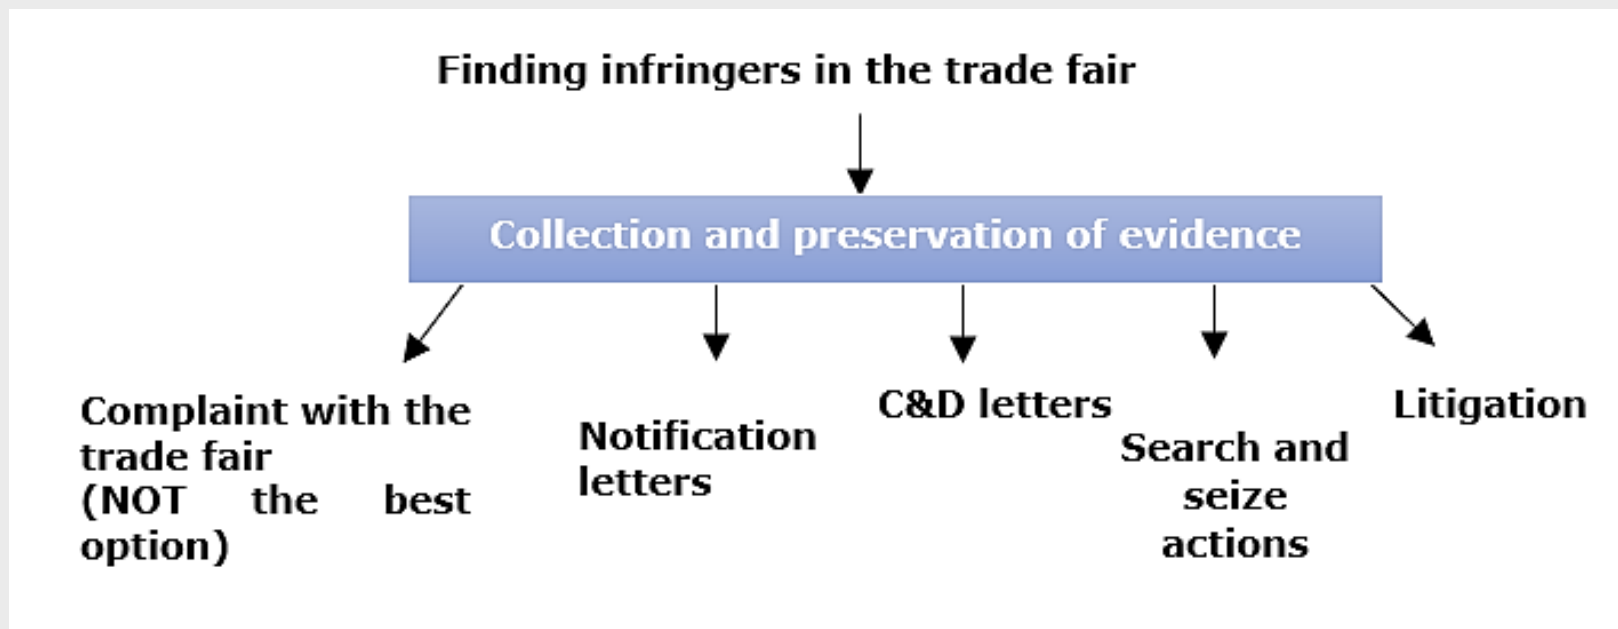 Finding infringers in the trade fair
Collection and preservation of evidence
Complaint with the
trade fair
(NOT the best
option)
Notification
letters
C&D letters
Search and
seize
actions
Litigation